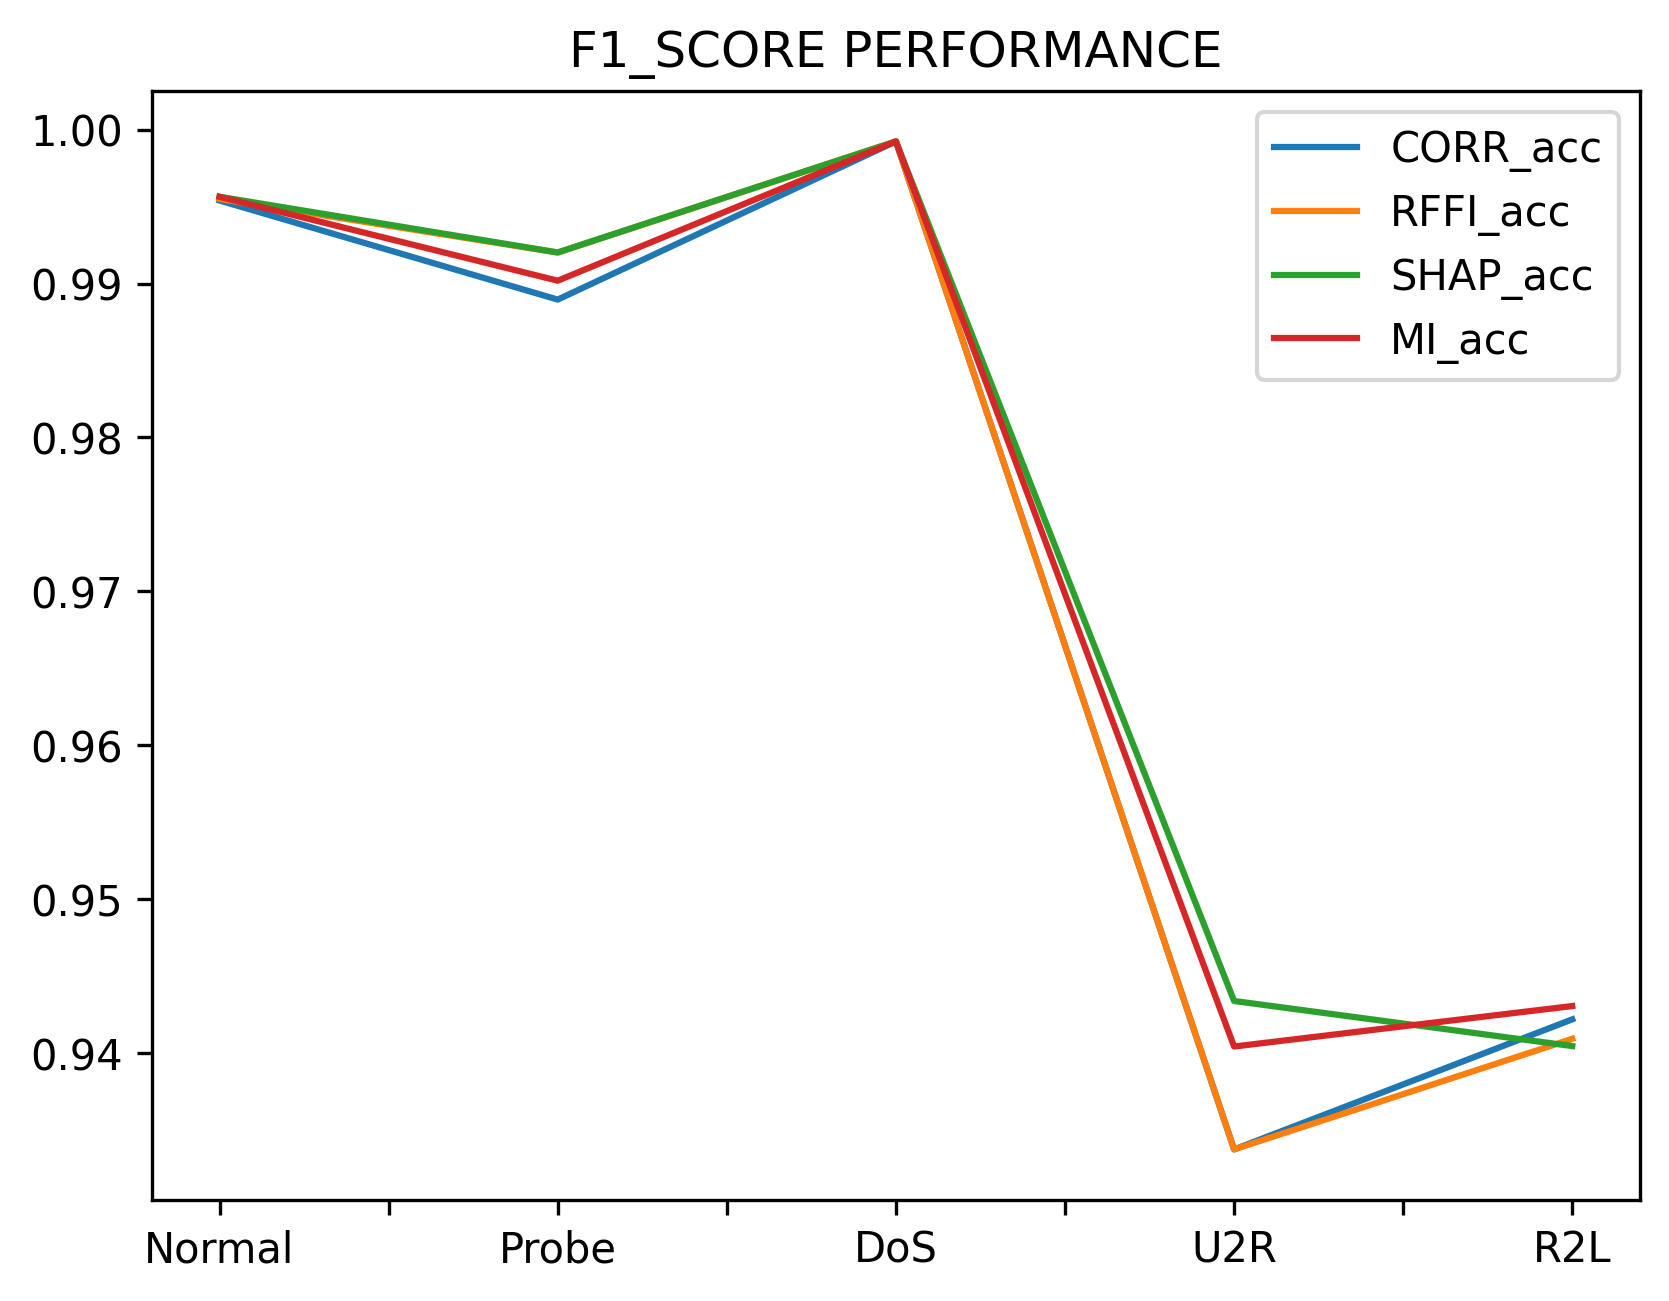 F1_SCORE PERFORMANCE
1.00
0.99
0.98
0.97
0.96
0.95
0.94
CORR_acc
RFFI_acc
SHAP_acc
MI_acc
Normal Probe DoS U2R R2L